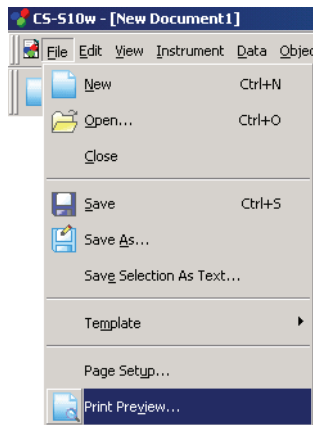 CS-S10w - [New Document1]
File Edit View Instrument Data Objec
New Ctrl+N
Open... Ctrl+O
Close
Save Ctrl+S
Save As...
Save Selection As Text...
Template
Page Setup...
Print Preview...